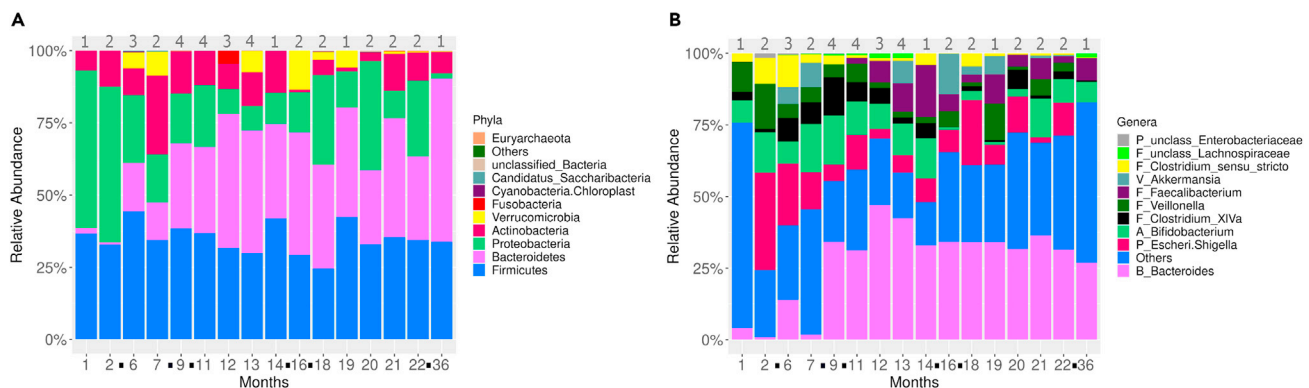 A
1 2 3 2 4 4 3 4 1 2 2 1 2 2 2 1
100%
75%
50%
25%
0%
Relative Abundance
1 2 6 7 9 11 12 13 14 16 18 19 20 21 22 36
Months
Phyla
Euryarchaeota
Others
unclassified_Bacteria
Candidatus_Saccharibacteria
Cyanobacteria.Chloroplast
Fusobacteria
Verrucomicrobia
Actinobacteria
Proteobacteria
Bacteroidetes
Firmicutes
B
1 2 3 2 4 4 3 4 1 2 2 1 2 2 2 1
100%
75%
50%
25%
0%
Relative Abundance
1 2 6 7 9 11 12 13 14 16 18 19 20 21 22 36
Months
Genera
P_unclass_Enterobacteriaceae
F_unclass_Lachnospiraceae
F_Clostridium_sensu_stricto
V_Akkermansia
F_Faecalibacterium
F_Veillonella
F_Clostridium_XIVa
A_Bifidobacterium
P_Escheri.Shigella
Others
B_Bacteroides